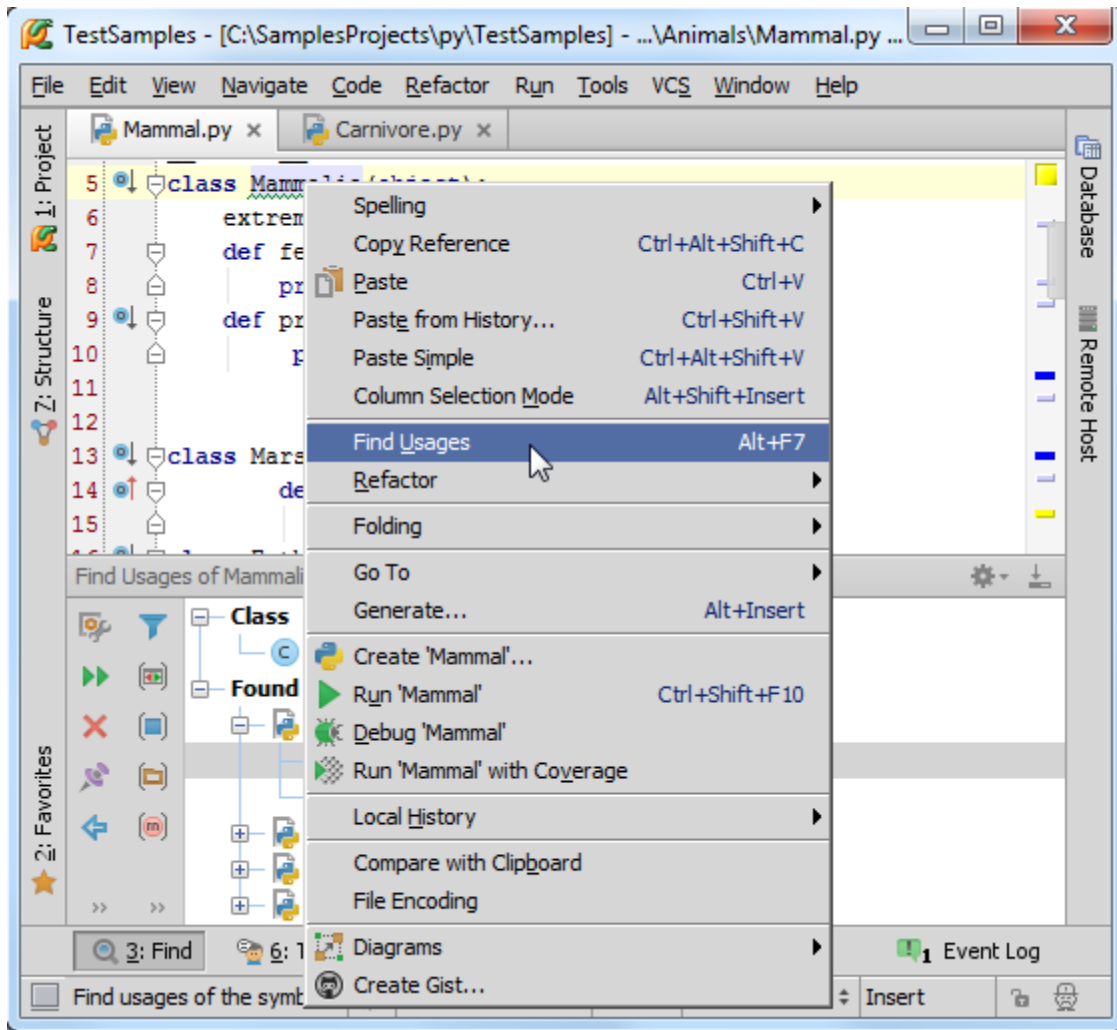 TestSamples - [C:\SamplesProjects\py\TestSamples] - ...\Animals\Mammal.py ...
File Edit View Navigate Code Refactor Run Tools VCS Window Help
Mammal.py Carnivore.py
1: Project
Z: Structure
2: Favorites
Database
Remote Host
5 class Mammalia(object):
6 extrem
7 def fe
8 pr
9 def pr
10 p
11
12
13 class Mars
14 de
15
Spelling
Copy Reference Ctrl+Alt+Shift+C
Paste Ctrl+V
Paste from History... Ctrl+Shift+V
Paste Simple Ctrl+Alt+Shift+V
Column Selection Mode Alt+Shift+Insert
Find Usages Alt+F7
Refactor
Folding
Go To
Generate... Alt+Insert
Create 'Mammal'...
Run 'Mammal' Ctrl+Shift+F10
Debug 'Mammal'
Run 'Mammal' with Coverage
Local History
Compare with Clipboard
File Encoding
Diagrams
Create Gist...
Find Usages of Mammali
Class
C
Found
3: Find 6: T
1 Event Log
Find usages of the symb
Insert